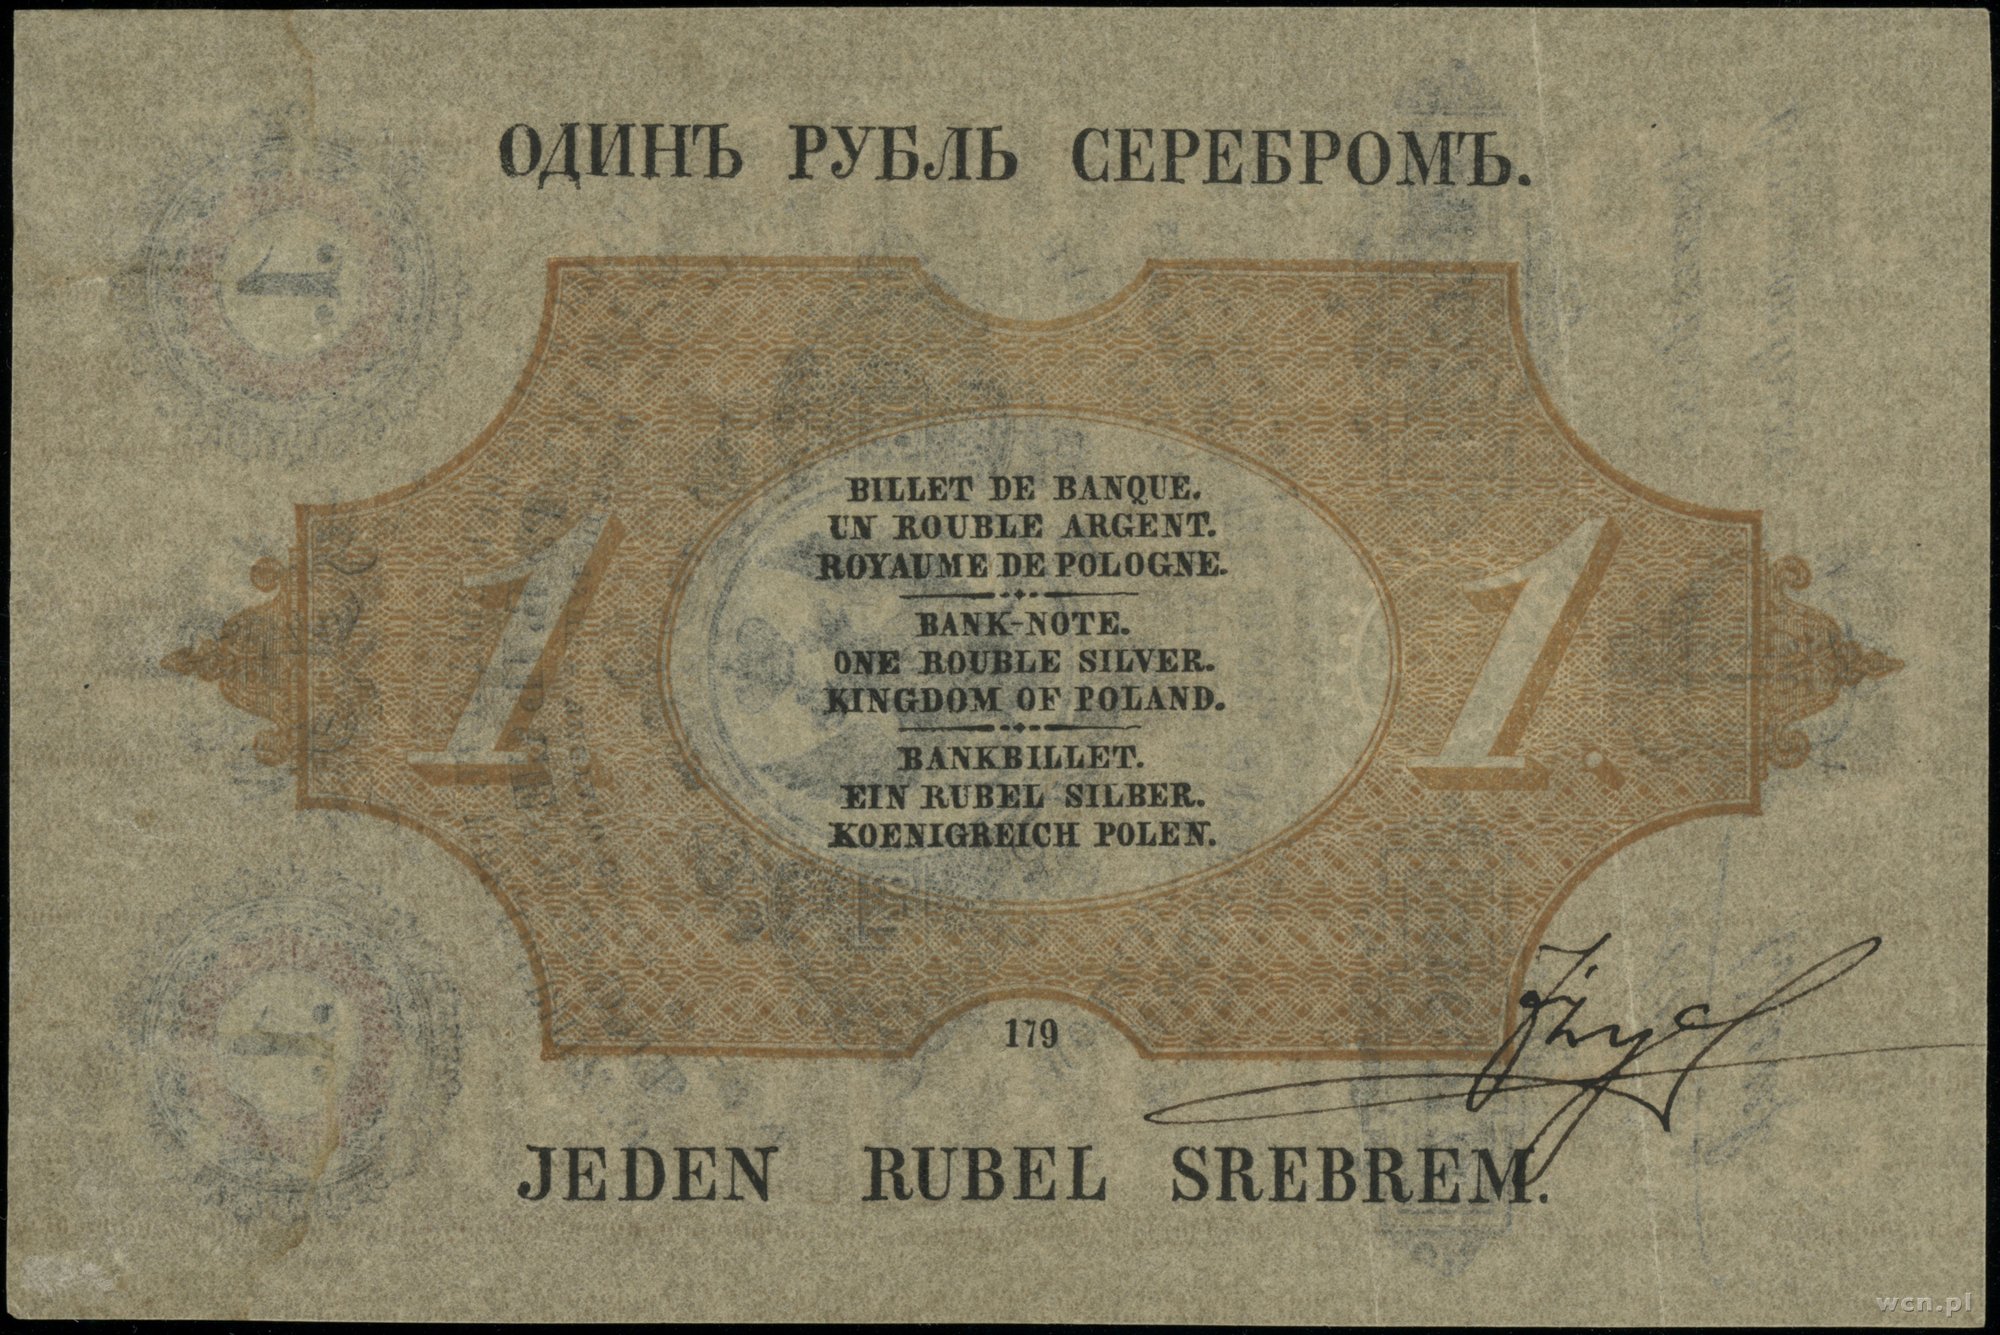 ОДИНЪ РУБЛЬ СЕРЕБРОМЪ.
1.
BILLET DE BANQUE.
UN ROUBLE ARGENT.
ROYAUME DE POLOGNE.
BANK-NOTE.
ONE ROUBLE SILVER.
KINGDOM OF POLAND.
BANKBILLET.
EIN RUBEL SILBER.
KOENIGREICH POLEN.
1.
179
JEDEN RUBEL SREBREM.
wcn.pl